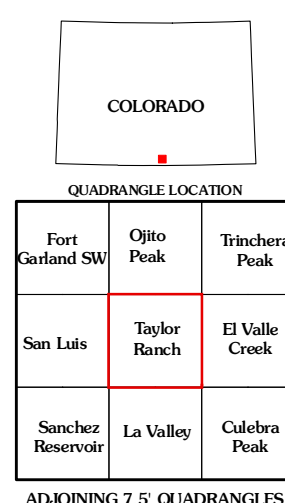 COLORADO
QUADRANGLE LOCATION
Fort
Garland SW
Ojito
Peak
Trinchera
Peak
San Luis
Taylor
Ranch
El Valle
Creek
Sanchez
Reservoir
La Valley
Culebra
Peak
ADJOINING 7.5' QUADRANGLES